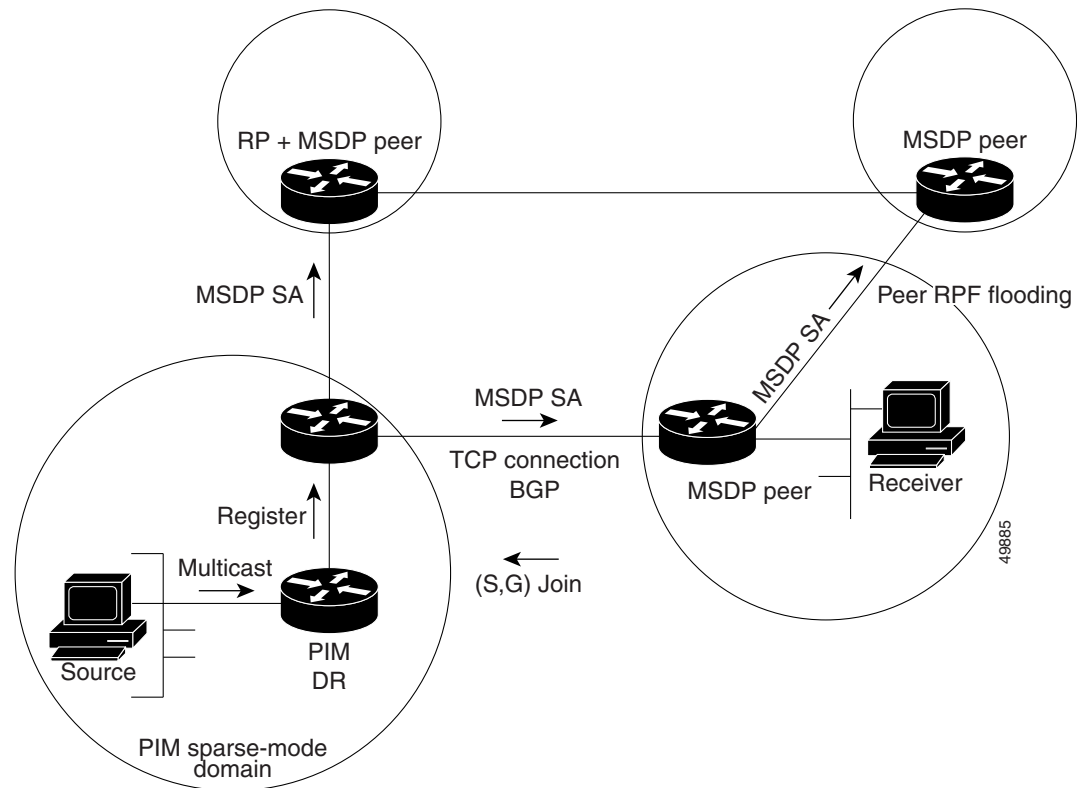 RP + MSDP peer
MSDP peer
MSDP SA
Peer RPF flooding
MSDP SA
MSDP SA
TCP connection
BGP
MSDP peer
Receiver
Register
(S,G) Join
49885
Multicast
Source
PIM
DR
PIM sparse-mode
domain